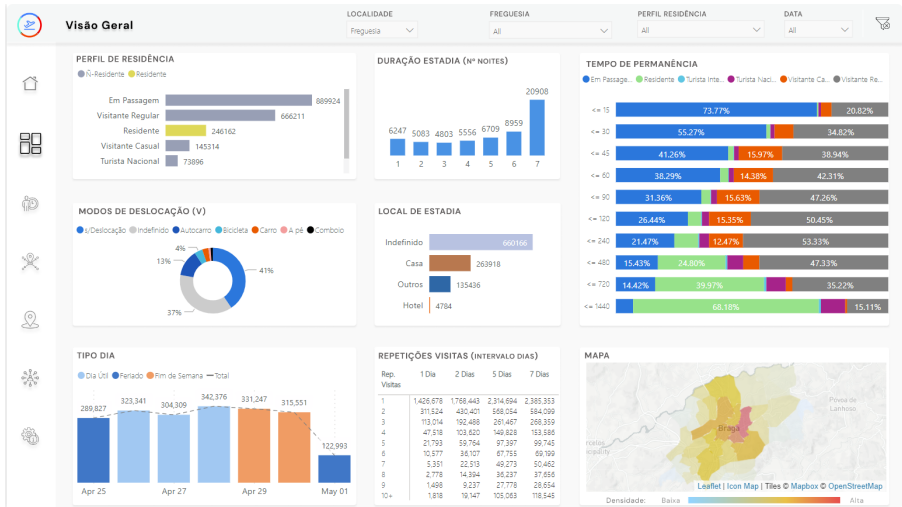 Visão Geral
LOCALIDADE
Freguesia
FREGUESIA
All
PERFIL RESIDÊNCIA
All
DATA
All
PERFIL DE RESIDÊNCIA
Ñ-Residente Residente
Em Passagem 889924
Visitante Regular 666211
Residente 246162
Visitante Casual 145314
Turista Nacional 73896
DURAÇÃO ESTADIA (Nº NOITES)
6247 5083 4803 5556 6709 8959 20908
1 2 3 4 5 6 7
TEMPO DE PERMANÊNCIA
Em Passage... Residente Turista Inte... Turista Naci... Visitante Ca... Visitante Re...
<= 15 73.77% 20.82%
<= 30 55.27% 34.82%
<= 45 41.26% 15.97% 38.94%
<= 60 38.29% 14.38% 42.31%
<= 90 31.36% 15.63% 47.26%
<= 120 26.44% 15.35% 50.45%
<= 240 21.47% 12.47% 53.33%
<= 480 15.43% 24.80% 47.33%
<= 720 14.42% 39.97% 35.22%
<= 1440 68.18% 15.11%
MODOS DE DESLOCAÇÃO (V)
s/Deslocação Indefinido Autocarro Bicicleta Carro A pé Comboio
4%
13%
41%
37%
LOCAL DE ESTADIA
Indefinido 660166
Casa 263918
Outros 135436
Hotel 4784
TIPO DIA
Dia Útil Feriado Fim de Semana Total
289,827 323,341 304,309 342,376 331,247 315,551 122,993
Apr 25 Apr 27 Apr 29 May 01
REPETIÇÕES VISITAS (INTERVALO DIAS)
Rep. Visitas 1 Dia 2 Dias 5 Dias 7 Dias
1 1,426,678 1,768,443 2,314,694 2,385,353
2 311,524 430,401 568,054 584,099
3 113,014 192,488 261,467 268,359
4 47,518 103,620 149,828 153,586
5 21,793 59,764 97,397 99,745
6 10,577 36,107 67,755 69,199
7 5,351 22,513 49,273 50,462
8 2,778 14,394 36,237 37,656
9 1,498 9,237 27,778 28,654
10+ 1,818 19,147 105,063 118,545
MAPA
Póvoa de
Lanhoso
Braga
Leaflet | Icon Map | Tiles © Mapbox © OpenStreetMap
Densidade: Baixa Alta